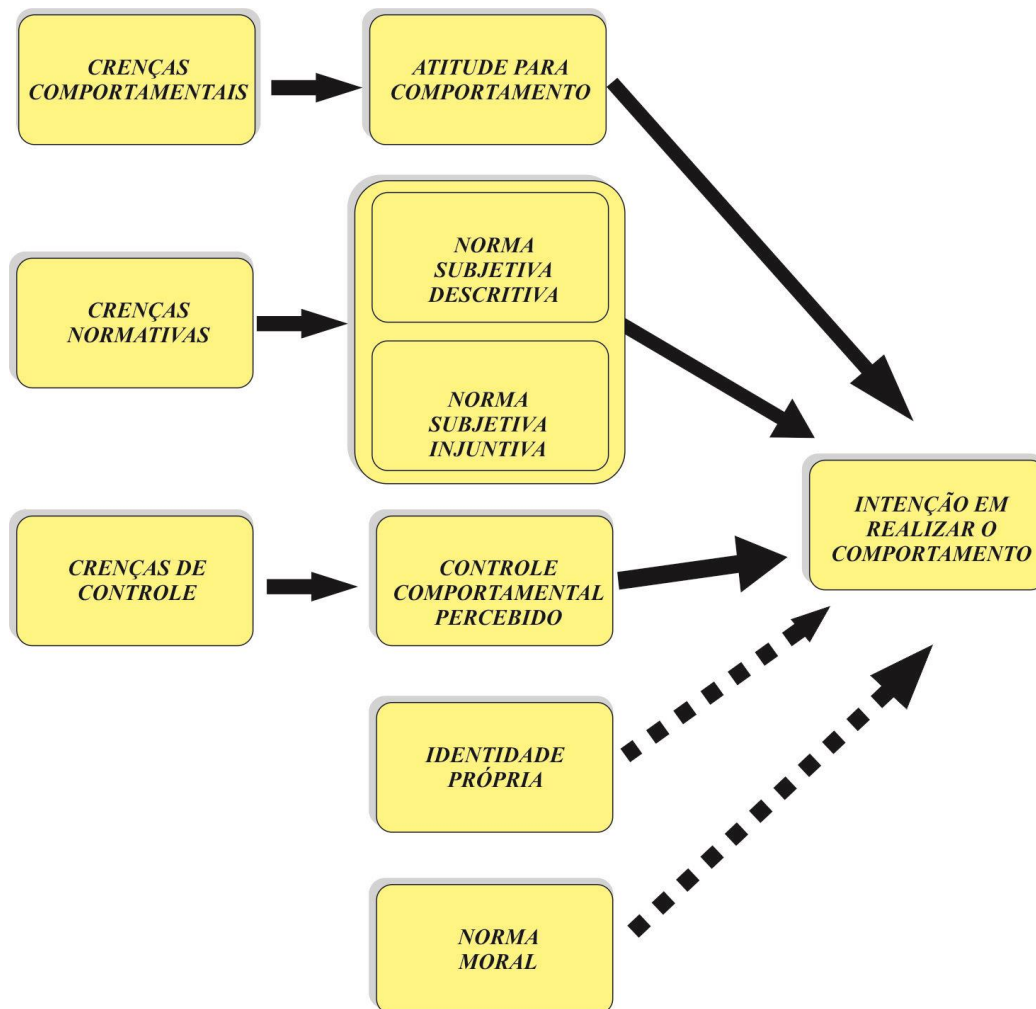 CRENÇAS
COMPORTAMENTAIS
ATITUDE PARA
COMPORTAMENTO
CRENÇAS
NORMATIVAS
NORMA
SUBJETIVA
DESCRITIVA
NORMA
SUBJETIVA
INJUNTIVA
CRENÇAS DE
CONTROLE
CONTROLE
COMPORTAMENTAL
PERCEBIDO
INTENÇÃO EM
REALIZAR O
COMPORTAMENTO
IDENTIDADE
PRÓPRIA
NORMA
MORAL